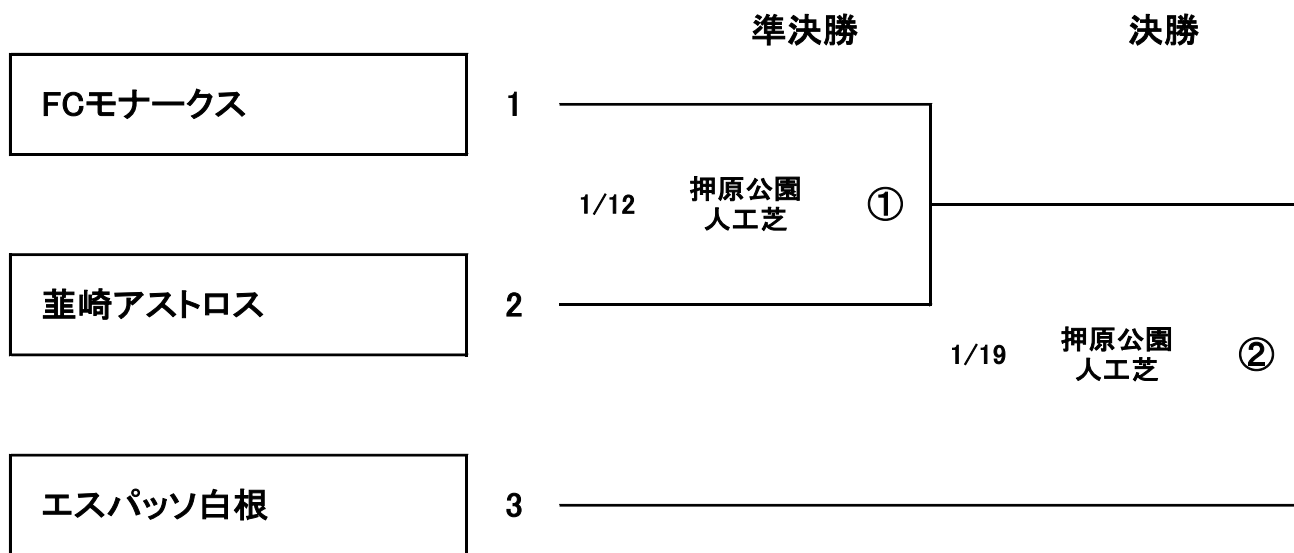 準決勝 決勝
FCモナークス 1
1/12 押原公園 ①
人工芝
韮崎アストロス 2
1/19 押原公園 ②
人工芝
エスパッソ白根 3